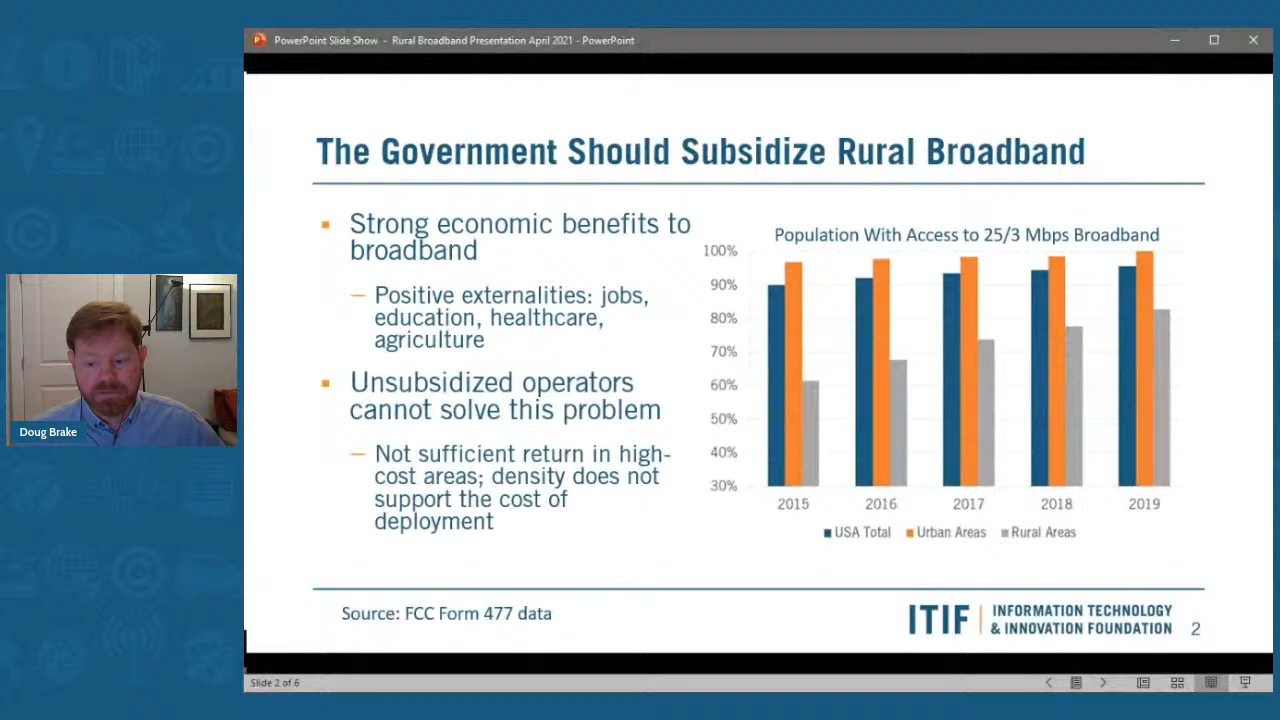 PowerPoint Slide Show - Rural Broadband Presentation April 2021 - PowerPoint
The Government Should Subsidize Rural Broadband
Strong economic benefits to
broadband
Positive externalities: jobs,
education, healthcare,
agriculture
Unsubsidized operators
cannot solve this problem
Not sufficient return in high-
cost areas; density does not
support the cost of
deployment
Population With Access to 25/3 Mbps Broadband
100%
90%
80%
70%
60%
50%
40%
30%
2015 2016 2017 2018 2019
USA Total Urban Areas Rural Areas
Doug Brake
Source: FCC Form 477 data
ITIF
INFORMATION TECHNOLOGY
& INNOVATION FOUNDATION
2
Slide 2 of 6